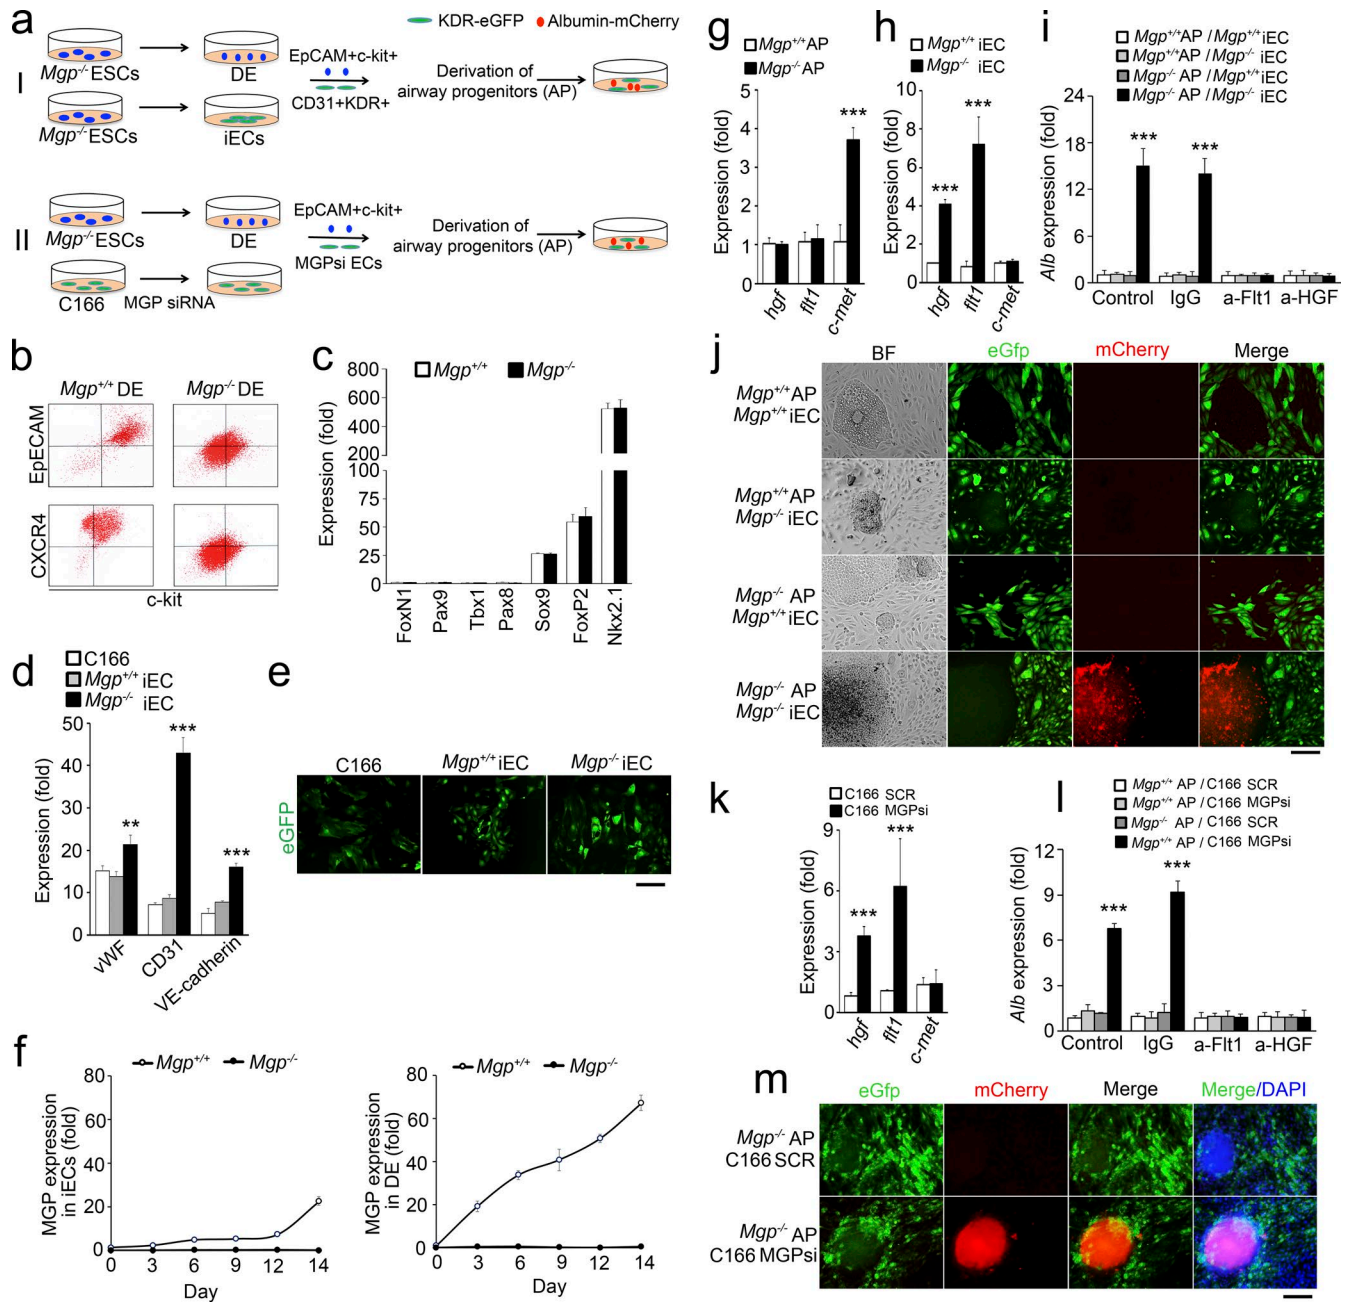 a
KDR-eGFP
Albumin-mCherry
I
Mgp-/- ESCs
DE
EpCAM+c-kit+
CD31+KDR+
Derivation of
airway progenitors (AP)
Mgp-/- ESCs
iECs
II
Mgp-/- ESCs
DE
EpCAM+c-kit+
MGPsi ECs
Derivation of
airway progenitors (AP)
C166
MGP siRNA
b
Mgp+/+ DE
Mgp-/- DE
EpECAM
CXCR4
c-kit
c
Mgp+/+
Mgp-/-
Expression (fold)
800
600
400
200
100
75
50
25
0
FoxN1
Pax9
Tbx1
Pax8
Sox9
FoxP2
Nkx2.1
d
C166
Mgp+/+ iEC
Mgp-/- iEC
Expression (fold)
50
40
30
20
10
0
**
***
***
vWF
CD31
VE-cadherin
e
C166
Mgp+/+ iEC
Mgp-/- iEC
eGFP
f
Mgp+/+
Mgp-/-
MGP expression
in iECs (fold)
80
60
40
20
0
0 3 6 9 12 14
Day
Mgp+/+
Mgp-/-
MGP expression
in DE (fold)
80
60
40
20
0
0 3 6 9 12 14
Day
g
Mgp+/+ AP
Mgp-/- AP
Expression (fold)
5
4
3
2
1
0
***
hgf
flt1
c-met
h
Mgp+/+ iEC
Mgp-/- iEC
Expression (fold)
10
8
6
4
2
0
***
***
hgf
flt1
c-met
i
Mgp+/+AP / Mgp+/+ iEC
Mgp+/+AP / Mgp-/- iEC
Mgp-/- AP / Mgp+/+ iEC
Mgp-/- AP / Mgp-/- iEC
Alb expression (fold)
24
18
12
6
0
***
***
Control
IgG
a-Flt1
a-HGF
j
BF
eGfp
mCherry
Merge
Mgp+/+ AP
Mgp+/+ iEC
Mgp+/+ AP
Mgp-/- iEC
Mgp-/- AP
Mgp+/+ iEC
Mgp-/- AP
Mgp-/- iEC
k
C166 SCR
C166 MGPsi
Expression (fold)
9
6
3
0
***
***
hgf
flt1
c-met
l
Mgp+/+ AP / C166 SCR
Mgp+/+ AP / C166 MGPsi
Mgp-/- AP / C166 SCR
Mgp+/+ AP / C166 MGPsi
Alb expression (fold)
12
9
6
3
0
***
***
Control
IgG
a-Flt1
a-HGF
m
eGfp
mCherry
Merge
Merge/DAPI
Mgp-/- AP
C166 SCR
Mgp-/- AP
C166 MGPsi